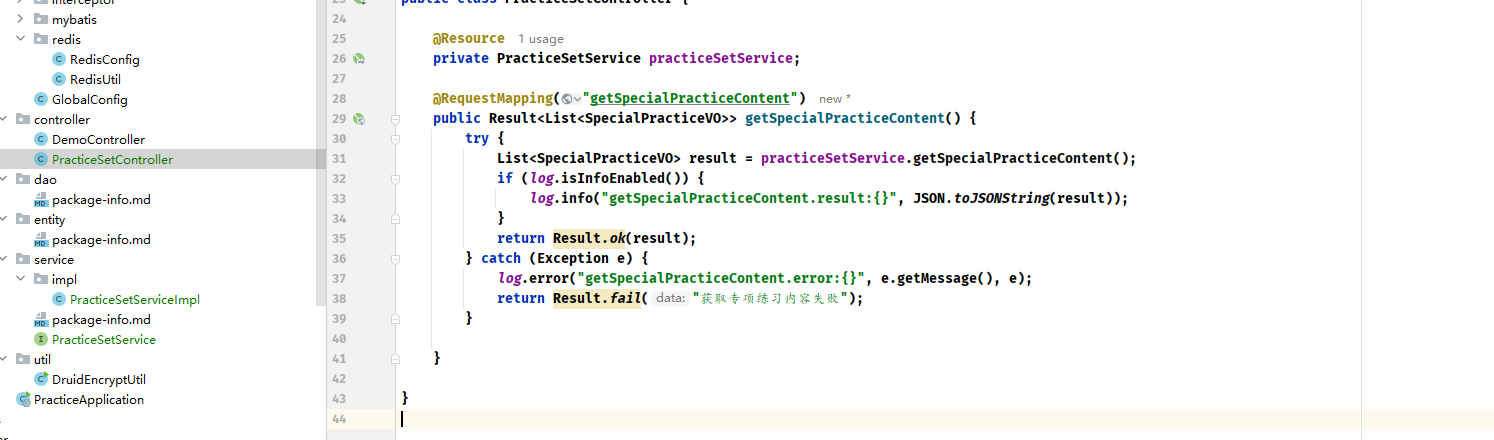 mybatis
redis
RedisConfig
RedisUtil
GlobalConfig
controller
DemoController
PracticeSetController
dao
package-info.md
entity
package-info.md
service
impl
PracticeSetServiceImpl
package-info.md
PracticeSetService
util
DruidEncryptUtil
PracticeApplication
24
25 @Resource 1 usage
26 private PracticeSetService practiceSetService;
27
28 @RequestMapping("getSpecialPracticeContent") new *
29 public Result<List<SpecialPracticeVO>> getSpecialPracticeContent() {
30 try {
31 List<SpecialPracticeVO> result = practiceSetService.getSpecialPracticeContent();
32 if (log.isInfoEnabled()) {
33 log.info("getSpecialPracticeContent.result:{}", JSON.toJSONString(result));
34 }
35 return Result.ok(result);
36 } catch (Exception e) {
37 log.error("getSpecialPracticeContent.error:{}", e.getMessage(), e);
38 return Result.fail( data: "获取专项练习内容失败");
39 }
40
41 }
42
43 }
44